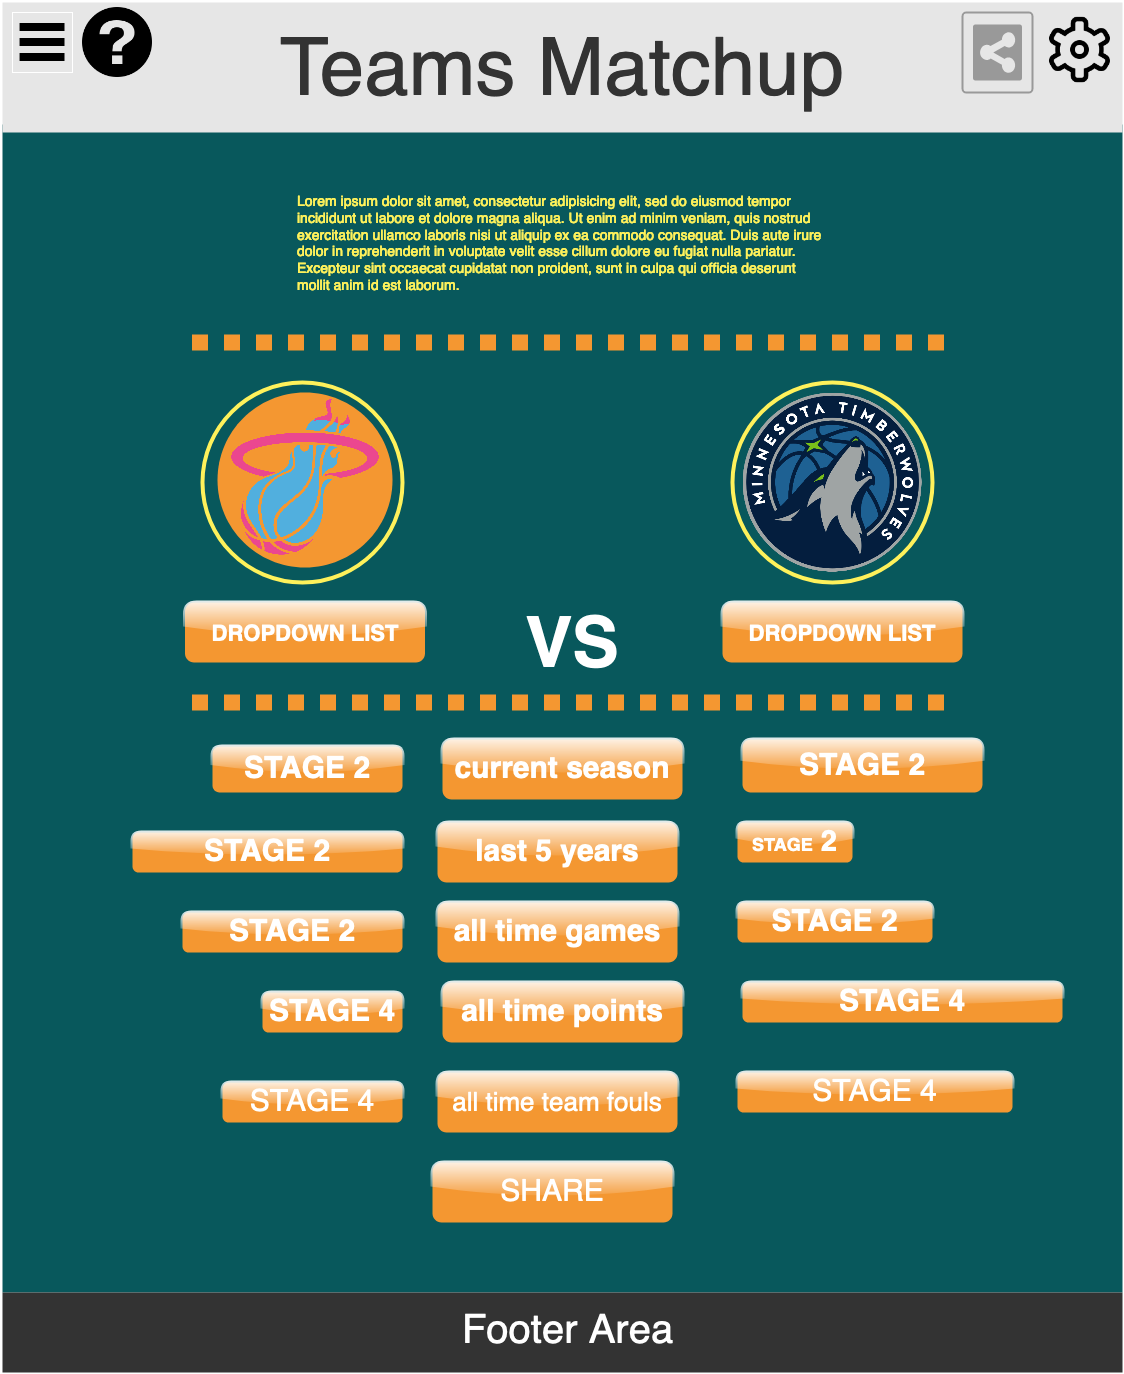 ?
Teams Matchup
Lorem ipsum dolor sit amet, consectetur adipisicing elit, sed do eiusmod tempor
incididunt ut labore et dolore magna aliqua. Ut enim ad minim veniam, quis nostrud
exercitation ullamco laboris nisi ut aliquip ex ea commodo consequat. Duis aute irure
dolor in reprehenderit in voluptate velit esse cillum dolore eu fugiat nulla pariatur.
Excepteur sint occaecat cupidatat non proident, sunt in culpa qui officia deserunt
mollit anim id est laborum.
MINNESOTA TIMBERWOLVES
DROPDOWN LIST
VS
DROPDOWN LIST
STAGE 2
current season
STAGE 2
STAGE 2
last 5 years
STAGE 2
STAGE 2
all time games
STAGE 2
STAGE 4
all time points
STAGE 4
STAGE 4
all time team fouls
STAGE 4
SHARE
Footer Area